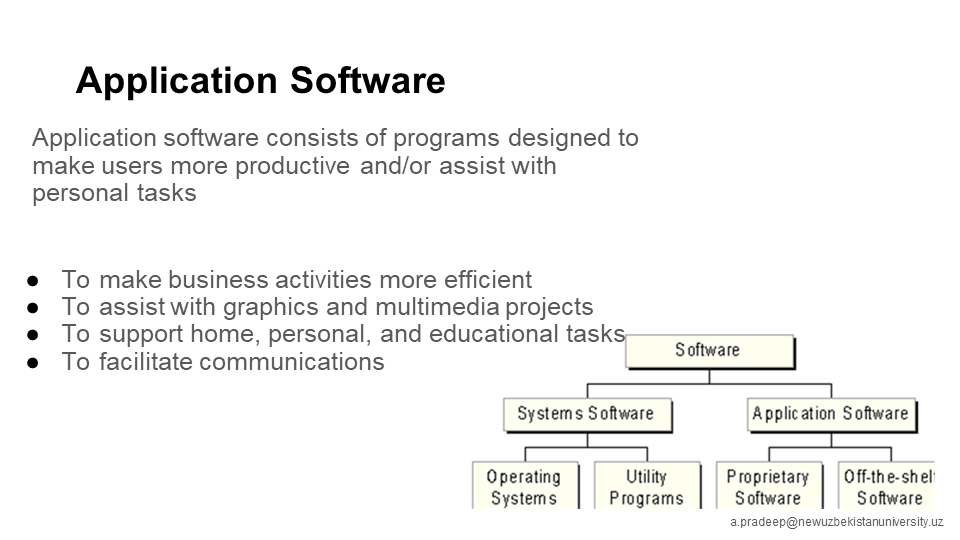 Application Software
Application software consists of programs designed to
make users more productive and/or assist with
personal tasks
● To make business activities more efficient
● To assist with graphics and multimedia projects
● To support home, personal, and educational tasks
● To facilitate communications
Software
Systems Software
Application Software
Operating
Systems
Utility
Programs
Proprietary
Software
Off-the-shelf
Software
a.pradeep@newuzbekistanuniversity.uz